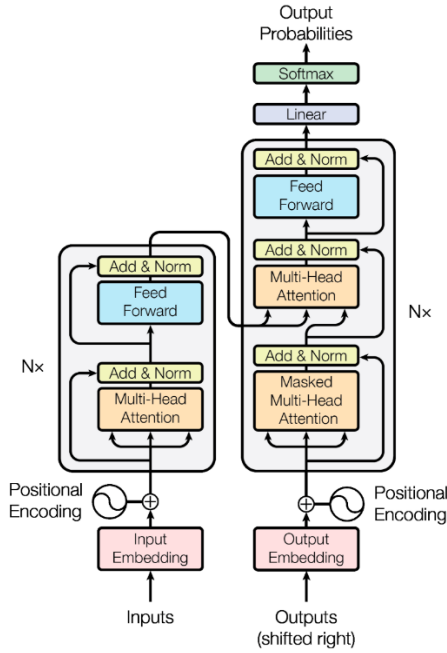 Output
Probabilities
Softmax
Linear
Add & Norm
Feed
Forward
Add & Norm
Multi-Head
Attention
Nx
Add & Norm
Masked
Multi-Head
Attention
Positional
Encoding
Output
Embedding
Outputs
(shifted right)
Add & Norm
Feed
Forward
Nx
Add & Norm
Multi-Head
Attention
Positional
Encoding
Input
Embedding
Inputs